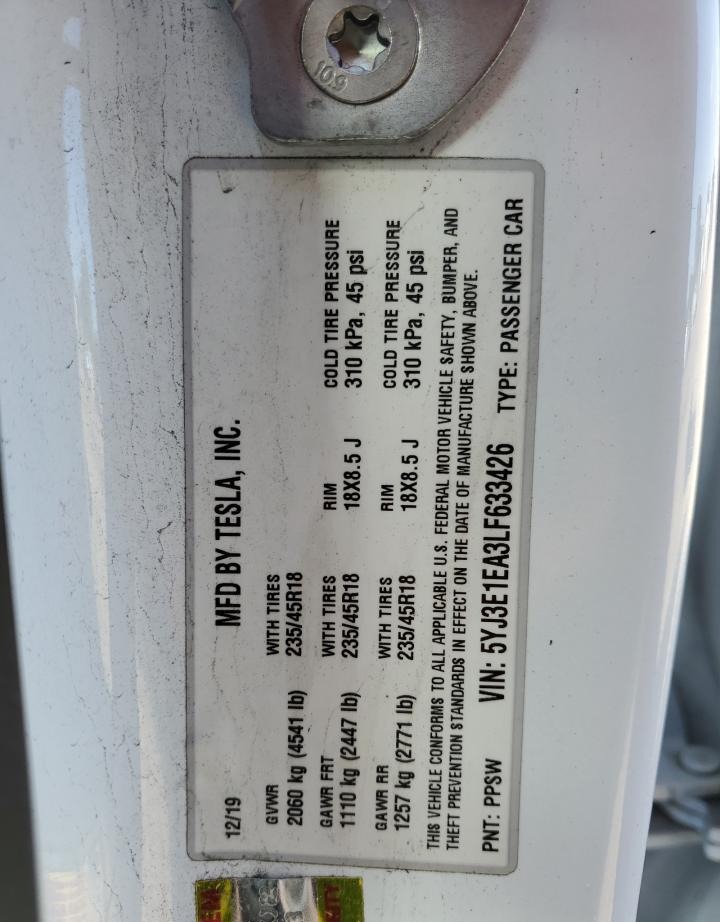 109
12/19 MFD BY TESLA, INC.
GVWR WITH TIRES
2060 kg (4541 lb) 235/45R18
GAWR FRT WITH TIRES RIM COLD TIRE PRESSURE
1110 kg (2447 lb) 235/45R18 18X8.5 J 310 kPa, 45 psi
GAWR RR WITH TIRES RIM COLD TIRE PRESSURE
1257 kg (2771 lb) 235/45R18 18X8.5 J 310 kPa, 45 psi
THIS VEHICLE CONFORMS TO ALL APPLICABLE U.S. FEDERAL MOTOR VEHICLE SAFETY, BUMPER, AND
THEFT PREVENTION STANDARDS IN EFFECT ON THE DATE OF MANUFACTURE SHOWN ABOVE.
PNT: PPSW VIN: 5YJ3E1EA3LF633426 TYPE: PASSENGER CAR